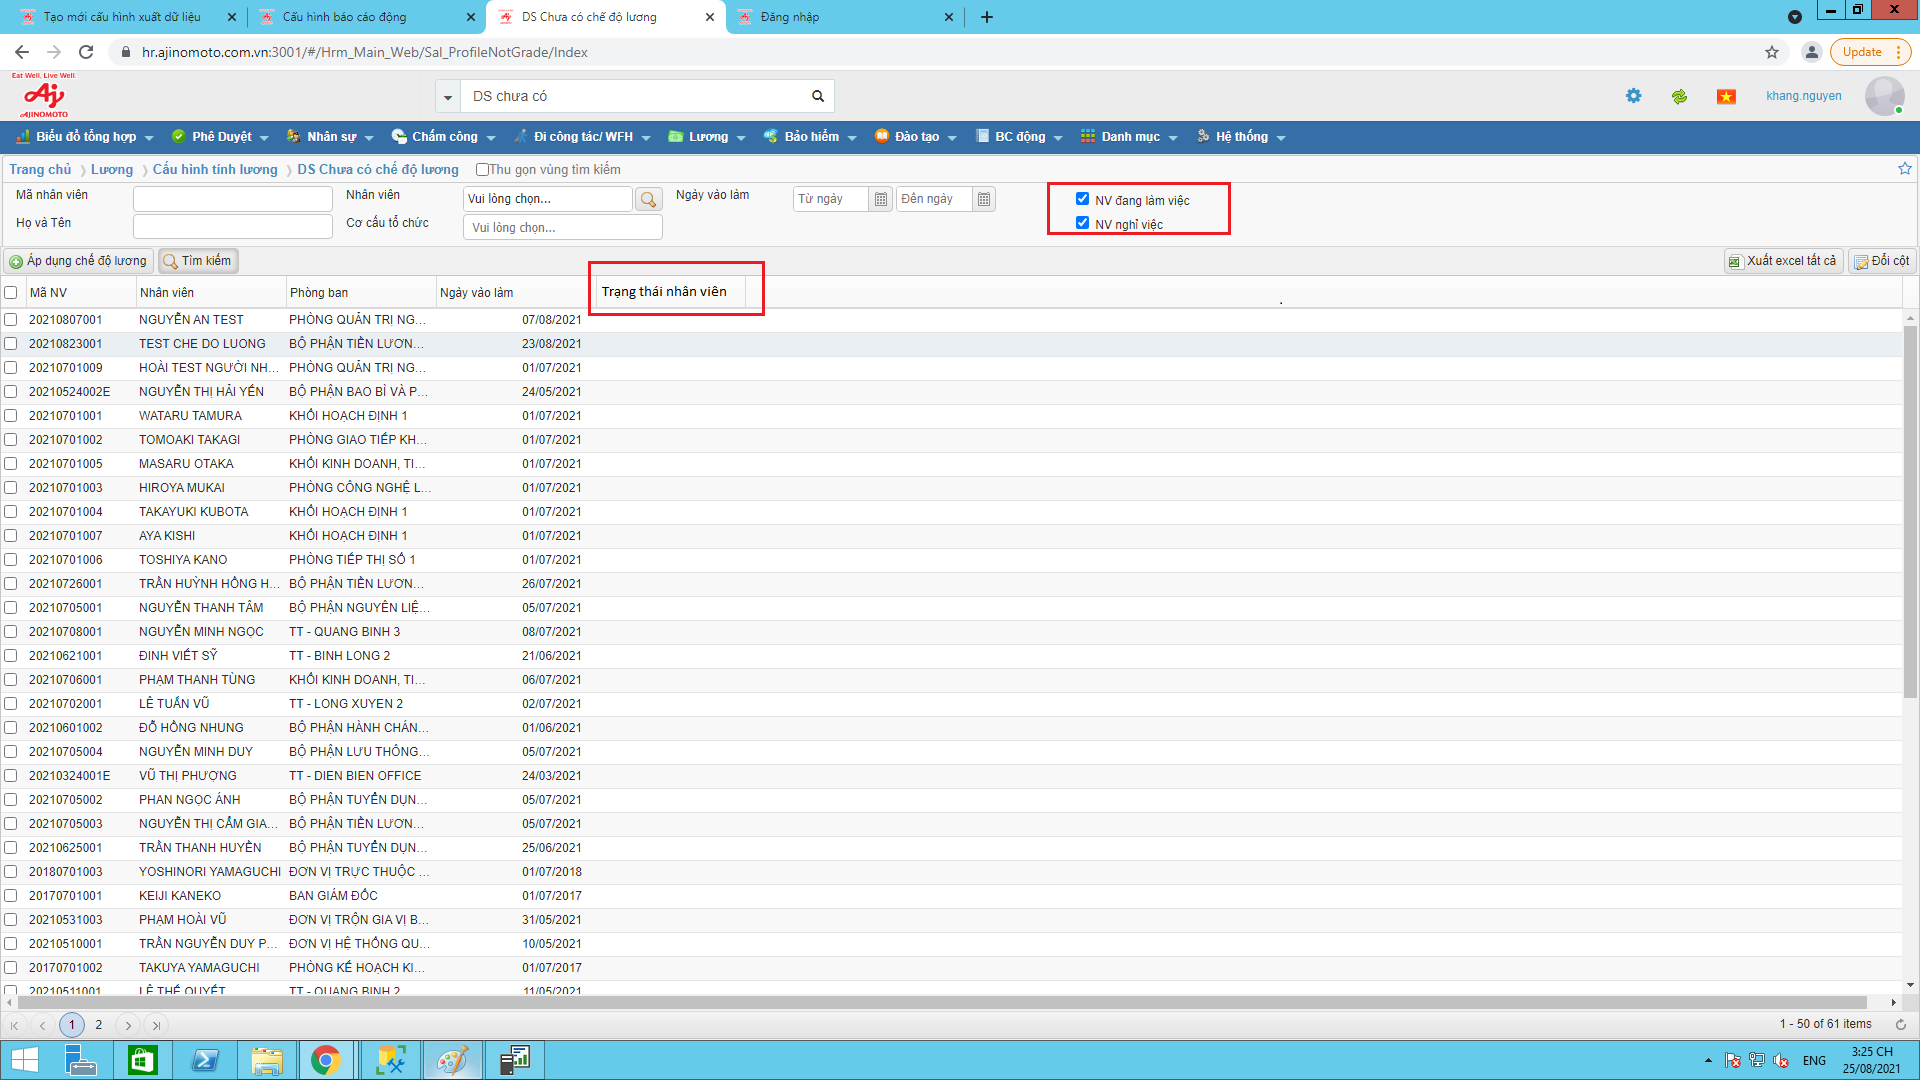 Tạo mới cấu hình xuất dữ liệu
Cấu hình báo cáo động
DS Chưa có chế độ lương
Đăng nhập
hr.ajinomoto.com.vn:3001/#/Hrm_Main_Web/Sal_ProfileNotGrade/Index
Update
Eat Well, Live Well.
Aj
AJINOMOTO
DS chưa có
khang.nguyen
Biểu đồ tổng hợp
Phê Duyệt
Nhân sự
Chấm công
Đi công tác/ WFH
Lương
Bảo hiểm
Đào tạo
BC động
Danh mục
Hệ thống
Trang chủ 〉 Lương 〉 Cấu hình tính lương 〉 DS Chưa có chế độ lương
Thu gọn vùng tìm kiếm
Mã nhân viên
Nhân viên
Vui lòng chọn...
Ngày vào làm
Từ ngày
Đến ngày
NV đang làm việc
Họ và Tên
Cơ cấu tổ chức
Vui lòng chọn...
NV nghỉ việc
Áp dụng chế độ lương
Tìm kiếm
Xuất excel tất cả
Đổi cột
Mã NV Nhân viên Phòng ban Ngày vào làm Trạng thái nhân viên .
20210807001 NGUYỄN AN TEST PHÒNG QUẢN TRỊ NG... 07/08/2021
20210823001 TEST CHE DO LUONG BỘ PHẬN TIỀN LƯƠN... 23/08/2021
20210701009 HOÀI TEST NGƯỜI NH... PHÒNG QUẢN TRỊ NG... 01/07/2021
20210524002E NGUYỄN THỊ HẢI YẾN BỘ PHẬN BAO BÌ VÀ P... 24/05/2021
20210701001 WATARU TAMURA KHỐI HOẠCH ĐỊNH 1 01/07/2021
20210701002 TOMOAKI TAKAGI PHÒNG GIAO TIẾP KH... 01/07/2021
20210701005 MASARU OTAKA KHỐI KINH DOANH, TI... 01/07/2021
20210701003 HIROYA MUKAI PHÒNG CÔNG NGHỆ L... 01/07/2021
20210701004 TAKAYUKI KUBOTA KHỐI HOẠCH ĐỊNH 1 01/07/2021
20210701007 AYA KISHI KHỐI HOẠCH ĐỊNH 1 01/07/2021
20210701006 TOSHIYA KANO PHÒNG TIẾP THỊ SỐ 1 01/07/2021
20210726001 TRẦN HUỲNH HỒNG H... BỘ PHẬN TIỀN LƯƠN... 26/07/2021
20210705001 NGUYỄN THANH TÂM BỘ PHẬN NGUYÊN LIỆ... 05/07/2021
20210708001 NGUYỄN MINH NGỌC TT - QUANG BINH 3 08/07/2021
20210621001 ĐINH VIẾT SỸ TT - BINH LONG 2 21/06/2021
20210706001 PHẠM THANH TÙNG KHỐI KINH DOANH, TI... 06/07/2021
20210702001 LÊ TUẤN VŨ TT - LONG XUYEN 2 02/07/2021
20210601002 ĐỖ HỒNG NHUNG BỘ PHẬN HÀNH CHÁN... 01/06/2021
20210705004 NGUYỄN MINH DUY BỘ PHẬN LƯU THÔNG... 05/07/2021
20210324001E VŨ THỊ PHƯỢNG TT - DIEN BIEN OFFICE 24/03/2021
20210705002 PHAN NGỌC ÁNH BỘ PHẬN TUYỂN DỤN... 05/07/2021
20210705003 NGUYỄN THỊ CẨM GIA... BỘ PHẬN TIỀN LƯƠN... 05/07/2021
20210625001 TRẦN THANH HUYỀN BỘ PHẬN TUYỂN DỤN... 25/06/2021
20180701003 YOSHINORI YAMAGUCHI ĐƠN VỊ TRỰC THUỘC ... 01/07/2018
20170701001 KEIJI KANEKO BAN GIÁM ĐỐC 01/07/2017
20210531003 PHẠM HOÀI VŨ ĐƠN VỊ TRỘN GIA VỊ B... 31/05/2021
20210510001 TRẦN NGUYỄN DUY P... ĐƠN VỊ HỆ THỐNG QU... 10/05/2021
20170701002 TAKUYA YAMAGUCHI PHÒNG KẾ HOẠCH KI... 01/07/2017
20210511001 LÊ THẾ QUYẾT TT - QUANG BINH 2 11/05/2021
1 2
1 - 50 of 61 items
ENG
3:25 CH
25/08/2021